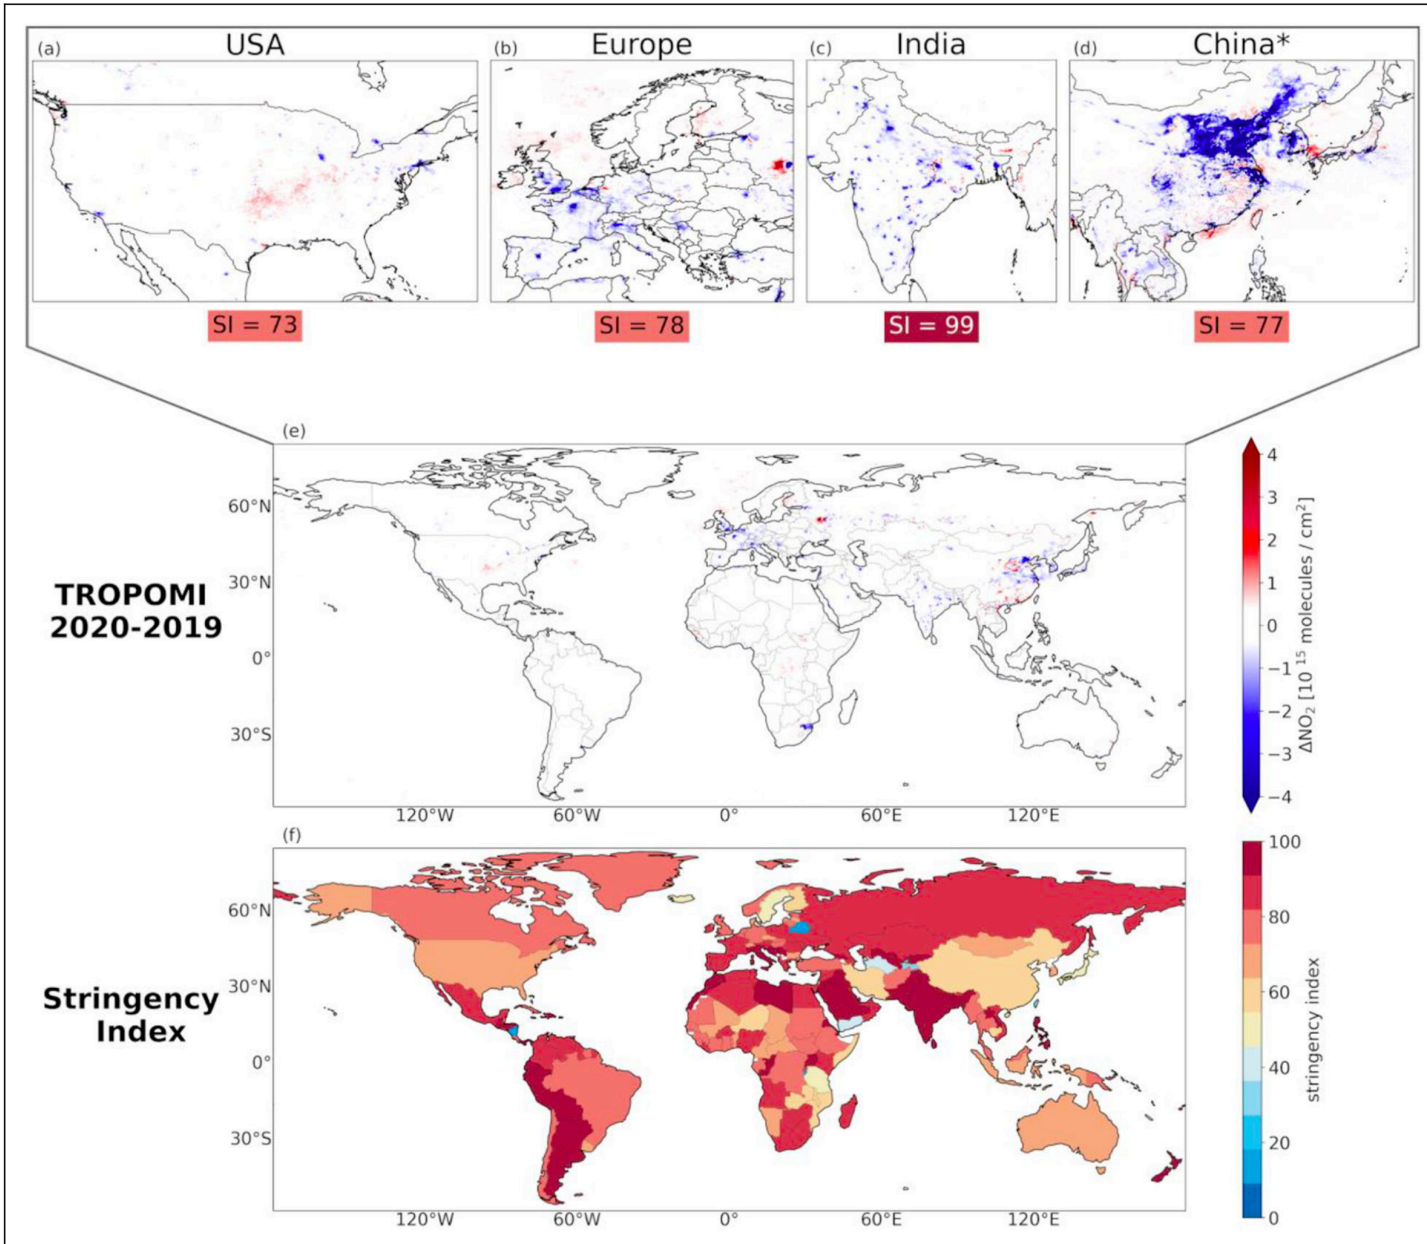 (a) USA
(b) Europe
(c) India
(d) China*
SI = 73
SI = 78
SI = 99
SI = 77
(e)
TROPOMI
2020-2019
60°N
30°N
0°
30°S
120°W 60°W 0° 60°E 120°E
4
3
2
1
0
−1
−2
−3
−4
ΔNO₂ [10 ¹⁵ molecules / cm²]
(f)
Stringency
Index
60°N
30°N
0°
30°S
120°W 60°W 0° 60°E 120°E
100
80
60
40
20
0
stringency index